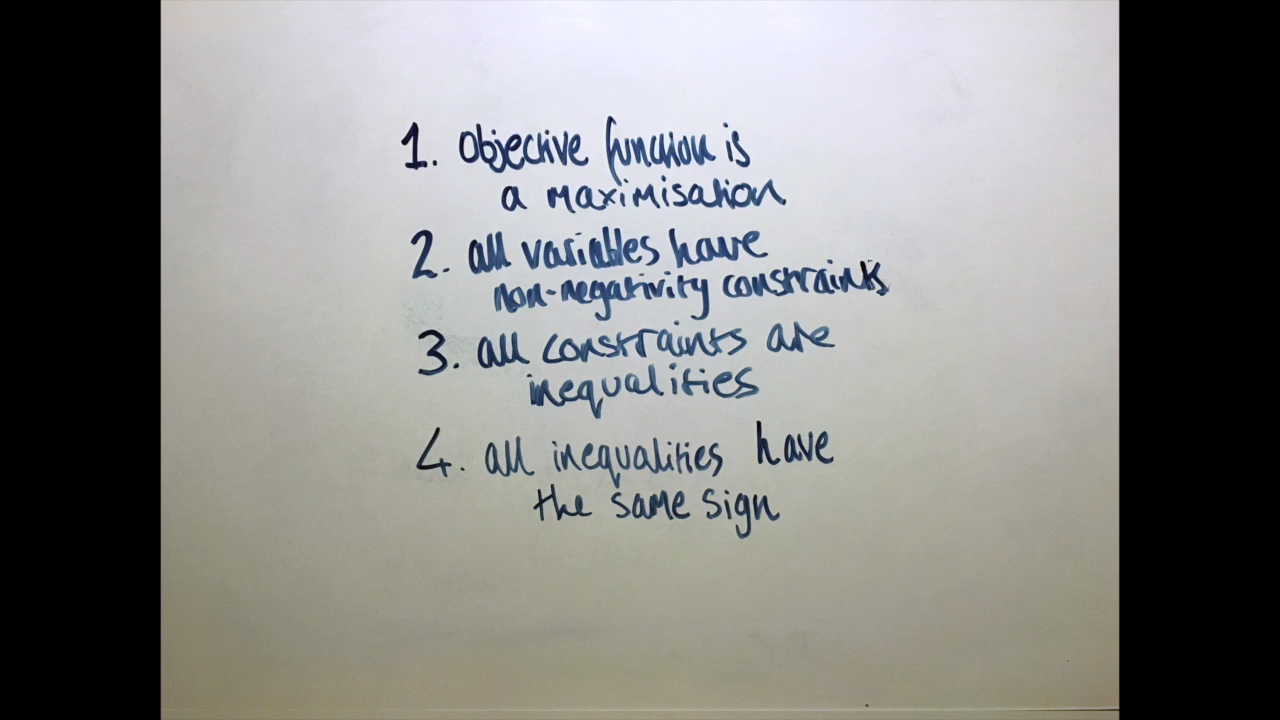 1. Objective function is
a maximisation
2. all variables have
non-negativity constraints
3. all constraints are
inequalities
4. all inequalities have
the same sign